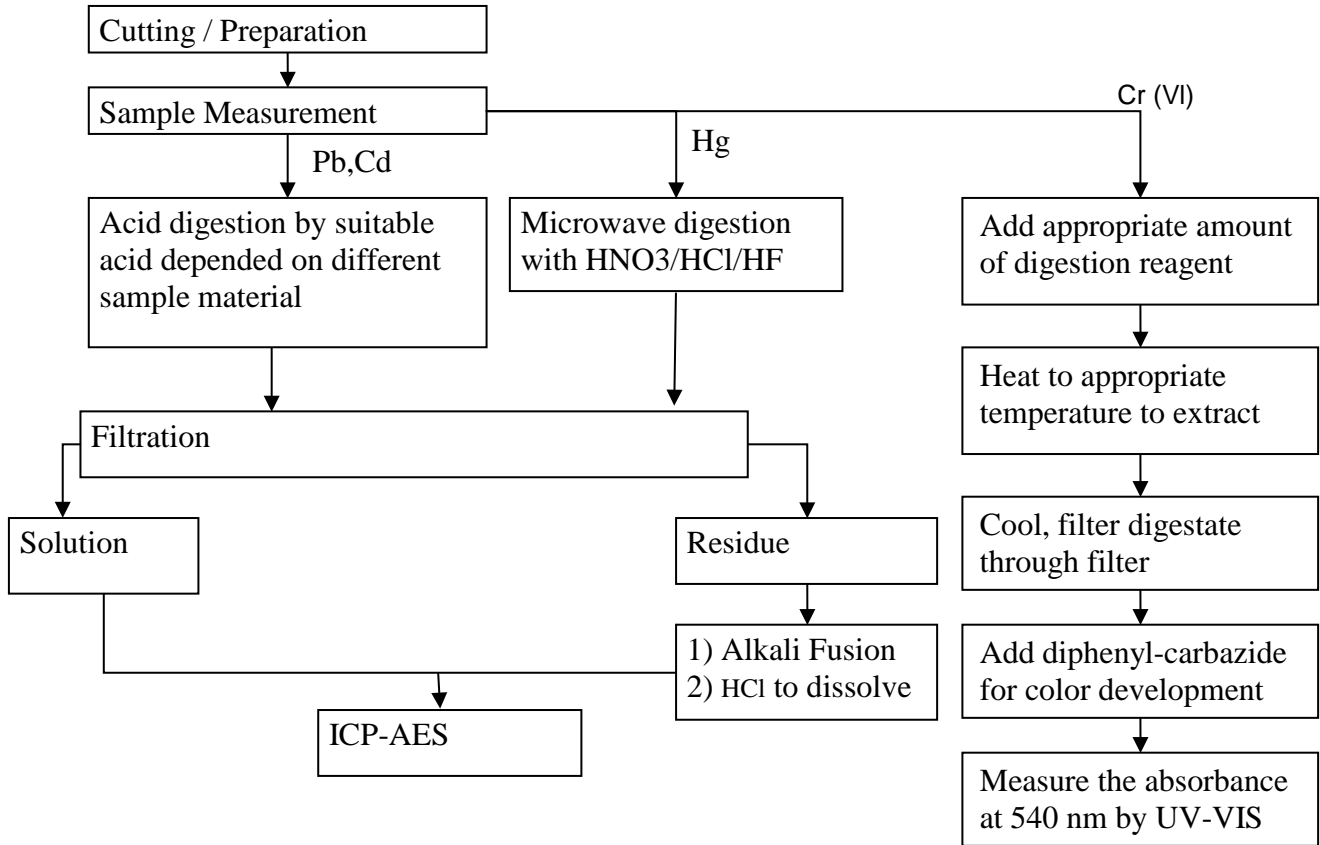 Cutting / Preparation
Sample Measurement
Cr (VI)
Hg
Pb,Cd
Acid digestion by suitable
acid depended on different
sample material
Microwave digestion
with HNO3/HCl/HF
Add appropriate amount
of digestion reagent
Heat to appropriate
temperature to extract
Filtration
Solution
Residue
Cool, filter digestate
through filter
1) Alkali Fusion
2) HCl to dissolve
Add diphenyl-carbazide
for color development
ICP-AES
Measure the absorbance
at 540 nm by UV-VIS